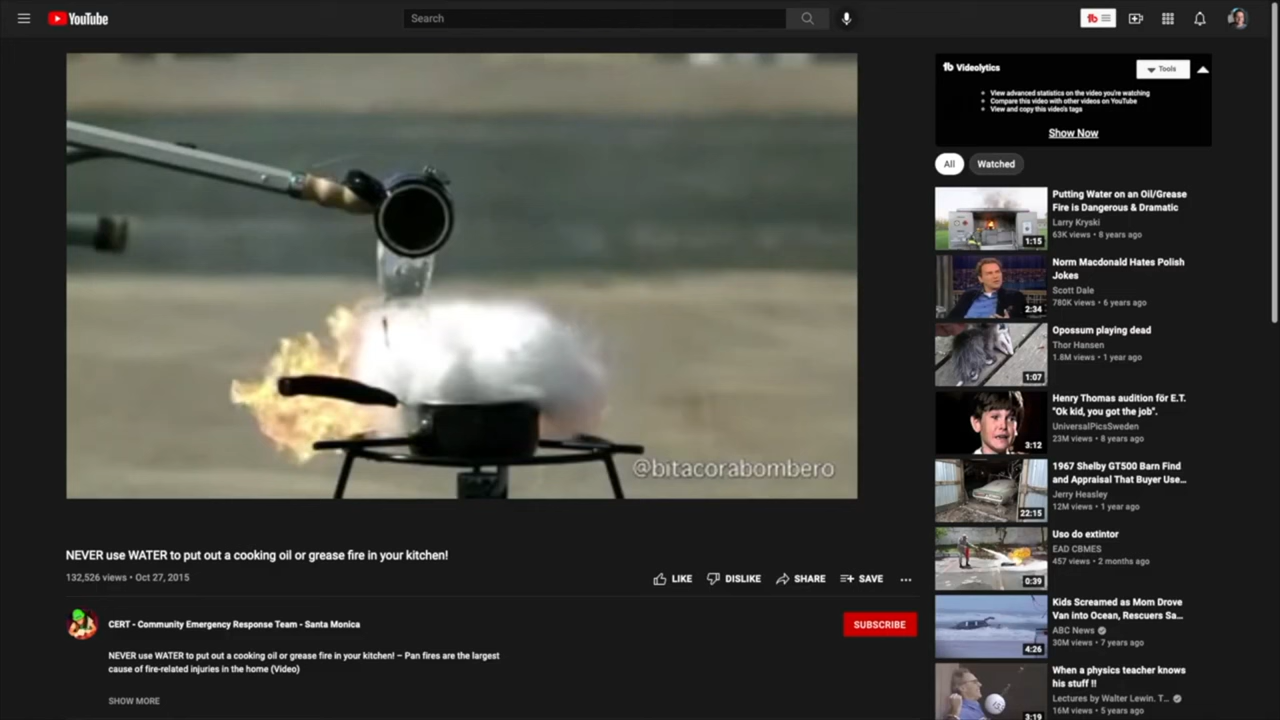 YouTube
Search
@bitacorabombero
NEVER use WATER to put out a cooking oil or grease fire in your kitchen!
132,526 views • Oct 27, 2015
LIKE
DISLIKE
SHARE
SAVE
CERT - Community Emergency Response Team - Santa Monica
SUBSCRIBE
NEVER use WATER to put out a cooking oil or grease fire in your kitchen! – Pan fires are the largest
cause of fire-related injuries in the home (Video)
SHOW MORE
tb Videolytics
Tools
View advanced statistics on the video you're watching
Compare this video with other videos on YouTube
View and copy this video's tags
Show Now
All
Watched
Putting Water on an Oil/Grease
Fire is Dangerous & Dramatic
Larry Kryski
63K views • 8 years ago
1:15
Norm Macdonald Hates Polish
Jokes
Scott Dale
780K views • 6 years ago
2:34
Opossum playing dead
Thor Hansen
1.8M views • 1 year ago
1:07
Henry Thomas audition för E.T.
"Ok kid, you got the job".
UniversalPicsSweden
23M views • 8 years ago
3:12
1967 Shelby GT500 Barn Find
and Appraisal That Buyer Use...
Jerry Heasley
12M views • 1 year ago
22:15
Uso do extintor
EAD CBMES
457 views • 2 months ago
0:39
Kids Screamed as Mom Drove
Van into Ocean, Rescuers Sa...
ABC News
30M views • 7 years ago
4:26
When a physics teacher knows
his stuff !!
Lectures by Walter Lewin. T...
16M views • 5 years ago
3:19